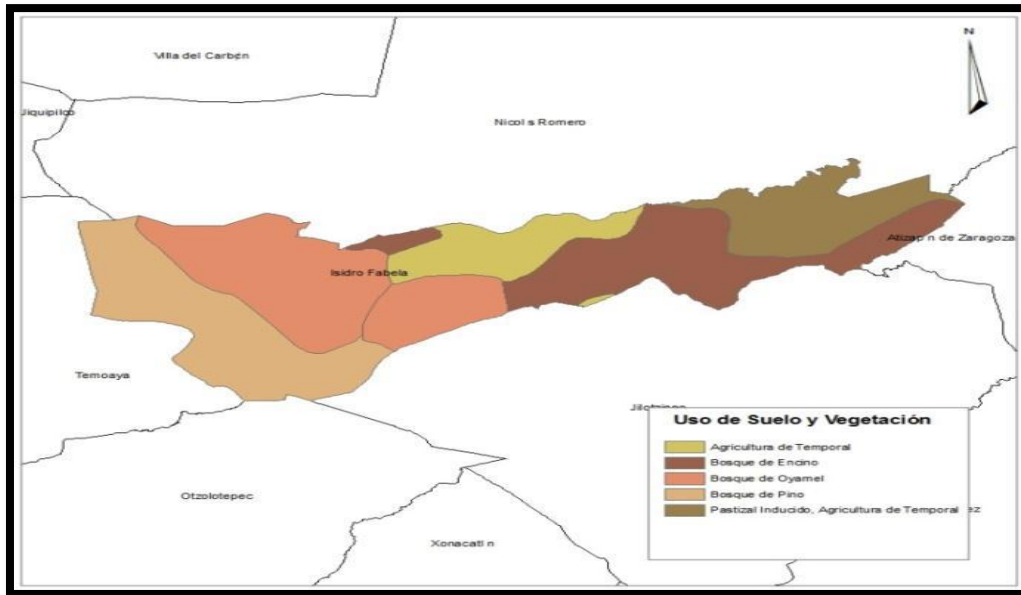 Villa del Carbón
N
Jiquipilco
Nicol s Romero
Atizap n de Zaragoza
Isidro Fabela
Temoaya
Uso de Suelo y Vegetación
Agricultura de Temporal
Bosque de Encino
Bosque de Oyamel
Bosque de Pino
Pastizal Inducido, Agricultura de Temporal
ez
Otzolotepec
Xonacatl n